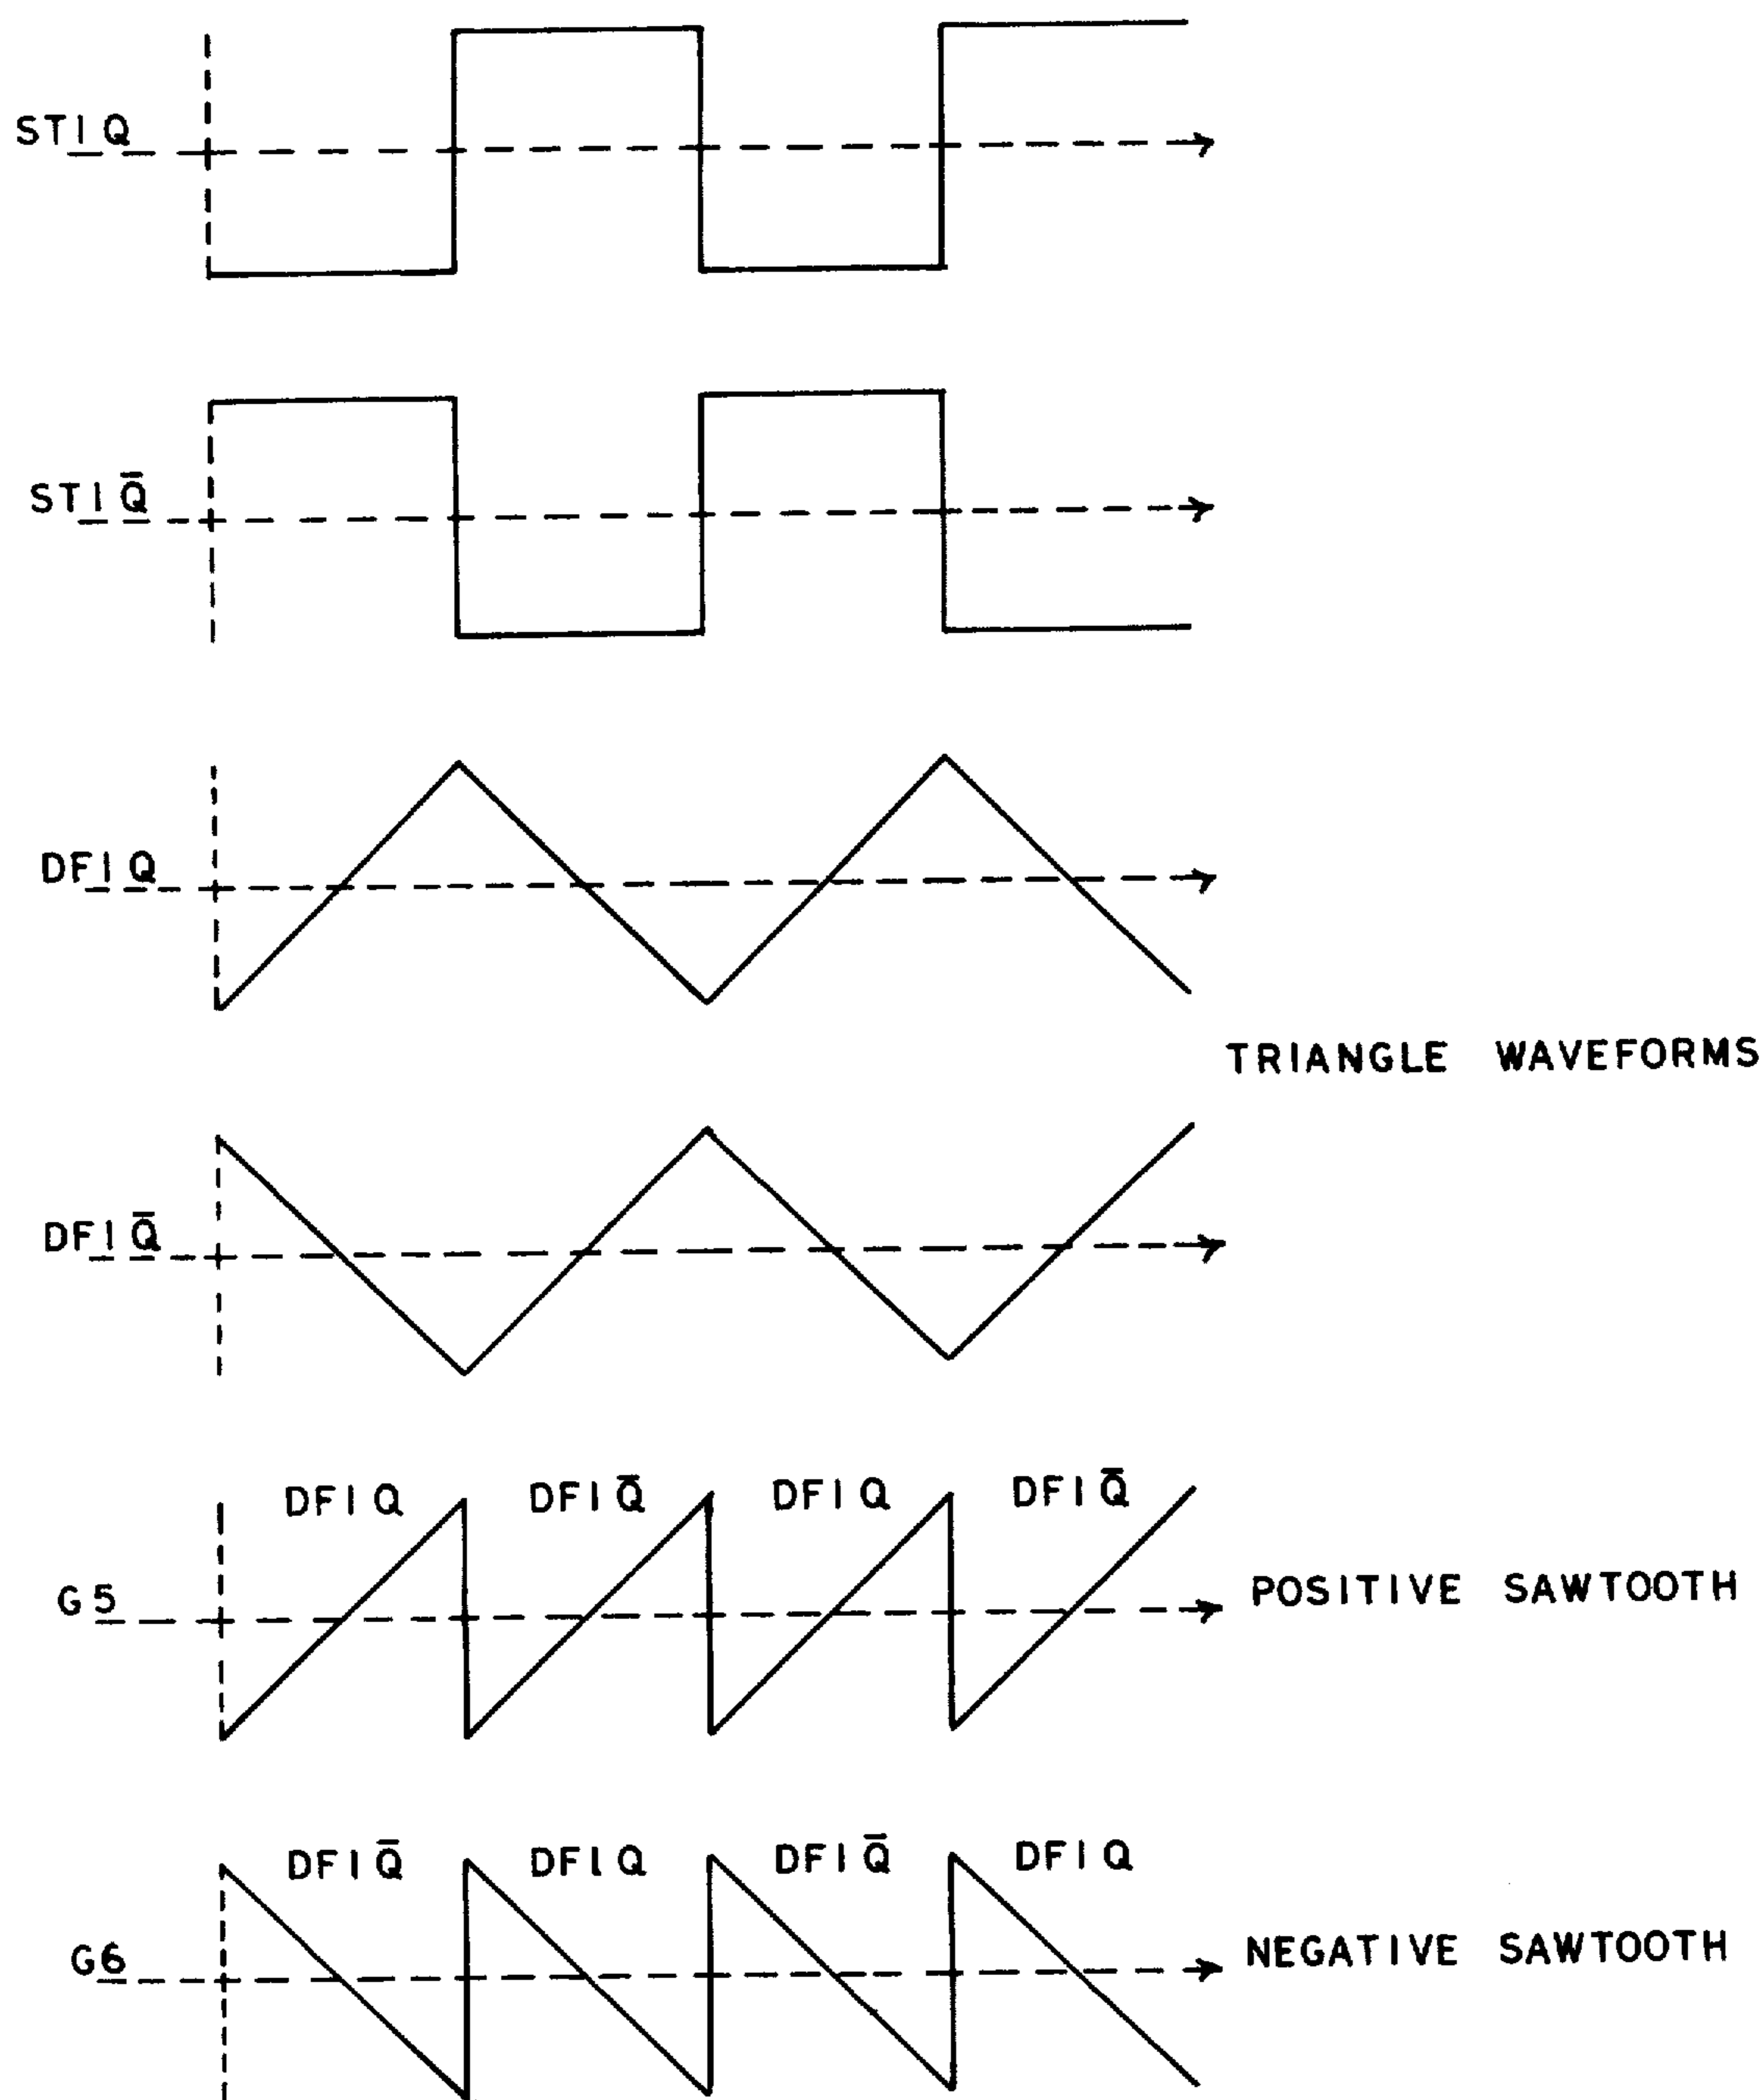 ST1Q
ST1Q̄
DF1Q
TRIANGLE WAVEFORMS
DF1Q̄
DF1Q DF1Q̄ DF1Q DF1Q̄
G5
POSITIVE SAWTOOTH
DF1Q̄ DF1Q DF1Q̄ DF1Q
G6
NEGATIVE SAWTOOTH